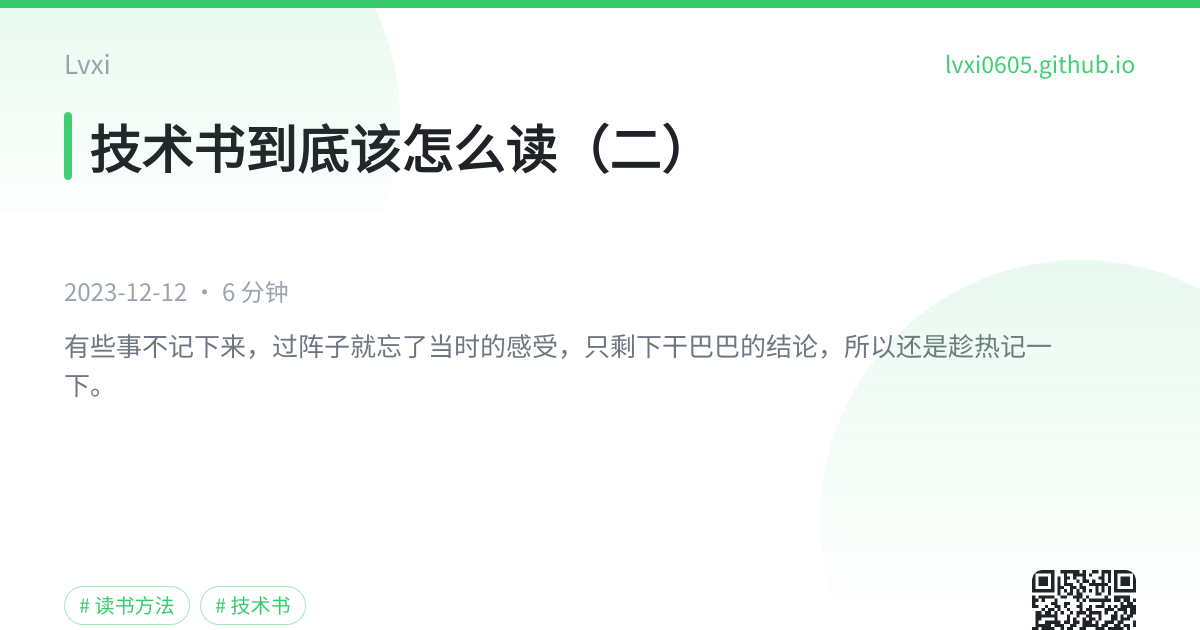 Lvxi
lvxi0605.github.io
技术书到底该怎么读（二）
2023-12-12 · 6 分钟
有些事不记下来，过阵子就忘了当时的感受，只剩下干巴巴的结论，所以还是趁热记一
下。
# 读书方法
# 技术书